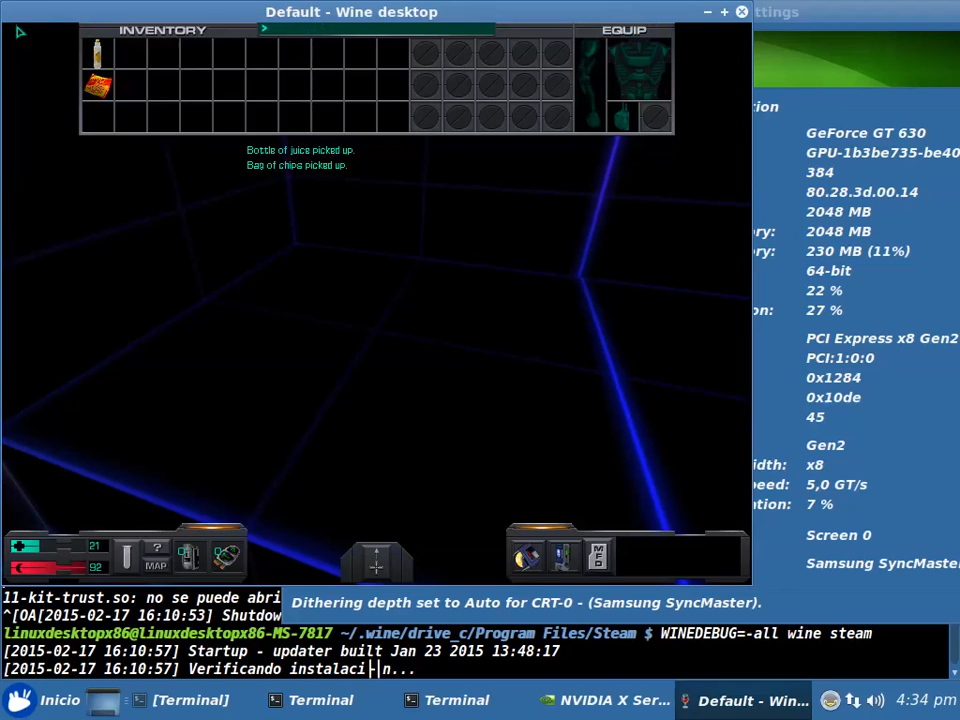 Default - Wine desktop
ttings
INVENTORY
>
EQUIP
Bottle of juice picked up.
Bag of chips picked up.
tion
GeForce GT 630
GPU-1b3be735-be40
384
80.28.3d.00.14
2048 MB
ry: 2048 MB
230 MB (11%)
64-bit
22 %
on: 27 %
PCI Express x8 Gen2
PCI:1:0:0
0x1284
0x10de
45
Gen2
idth: x8
peed: 5,0 GT/s
ation: 7 %
Screen 0
Samsung SyncMaster
21
?
92
MAP
MFD
11-kit-trust.so: no se puede abri
^[OA[2015-02-17 16:10:53] Shutdow
Dithering depth set to Auto for CRT-0 - (Samsung SyncMaster).
linuxdesktopx86@linuxdesktopx86-MS-7817 ~/.wine/drive_c/Program Files/Steam $ WINEDEBUG=-all wine steam
[2015-02-17 16:10:57] Startup - updater built Jan 23 2015 13:48:17
[2015-02-17 16:10:57] Verificando instalaci├│n...
Inicio
[Terminal]
Terminal
Terminal
NVIDIA X Ser...
Default - Win...
4:34 pm